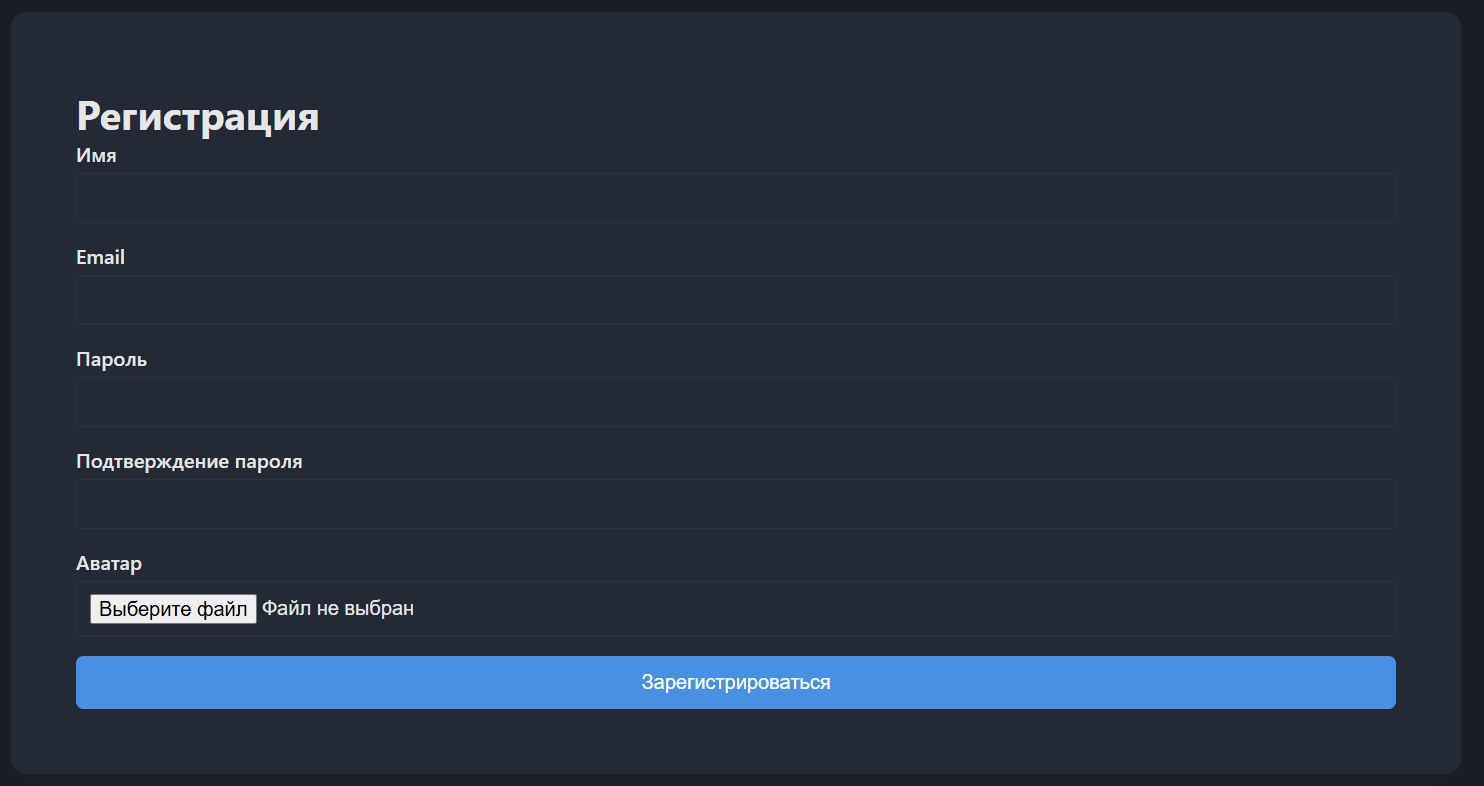 Регистрация
Имя
Email
Пароль
Подтверждение пароля
Аватар
Выберите файл Файл не выбран
Зарегистрироваться